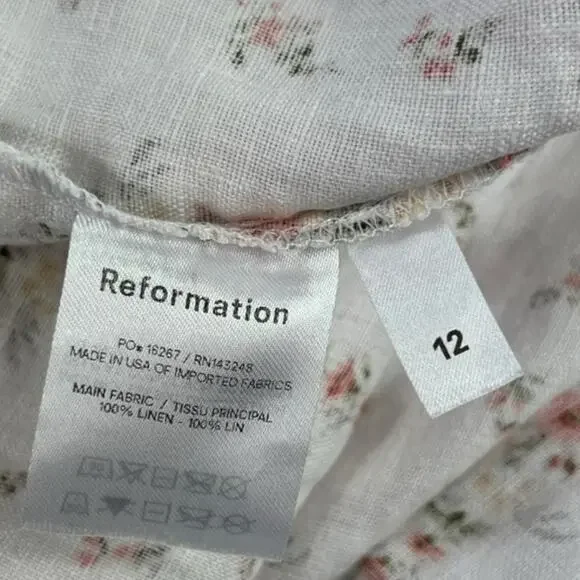 Reformation
PO# 16267 / RN143248
MADE IN USA OF IMPORTED FABRICS
MAIN FABRIC / TISSU PRINCIPAL
100% LINEN - 100% LIN
12